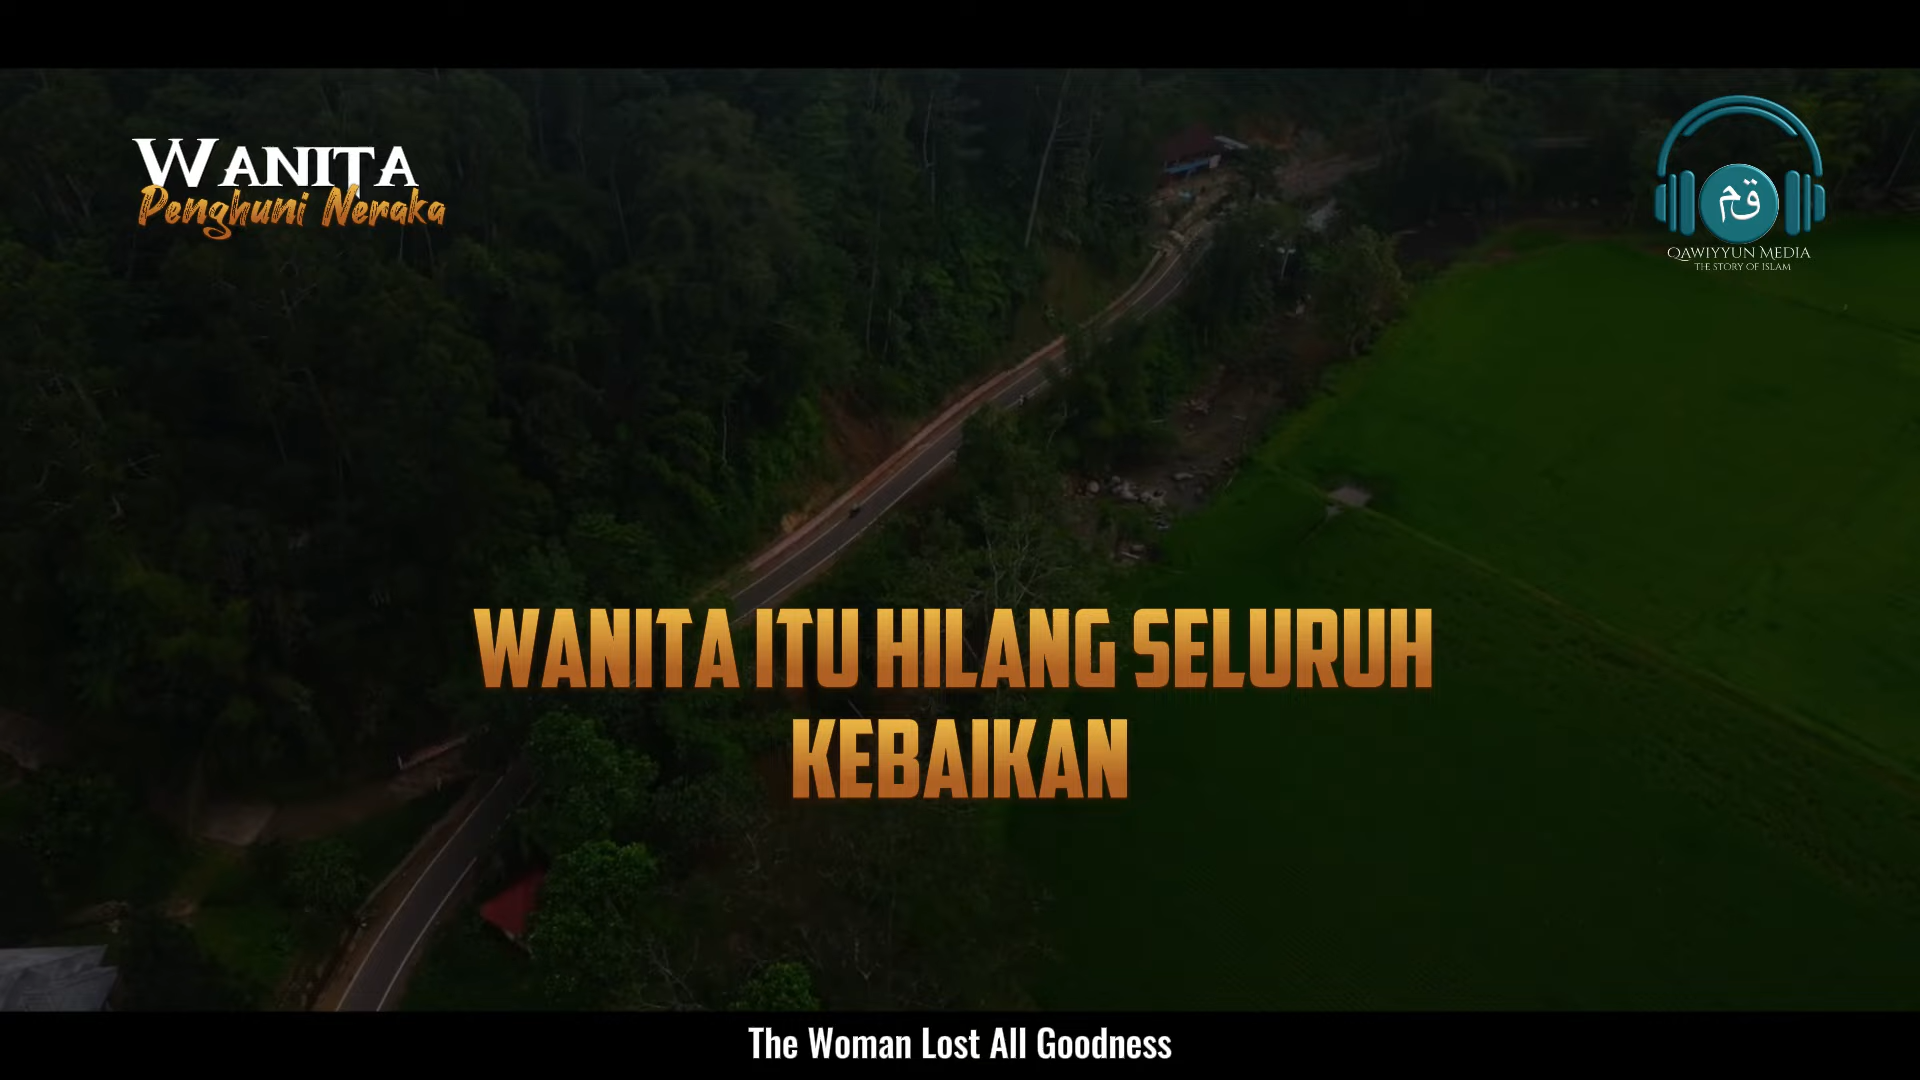 WANITA
Penghuni Neraka
قم
QAWIYYUN MEDIA
THE STORY OF ISLAM
WANITA ITU HILANG SELURUH
KEBAIKAN
The Woman Lost All Goodness